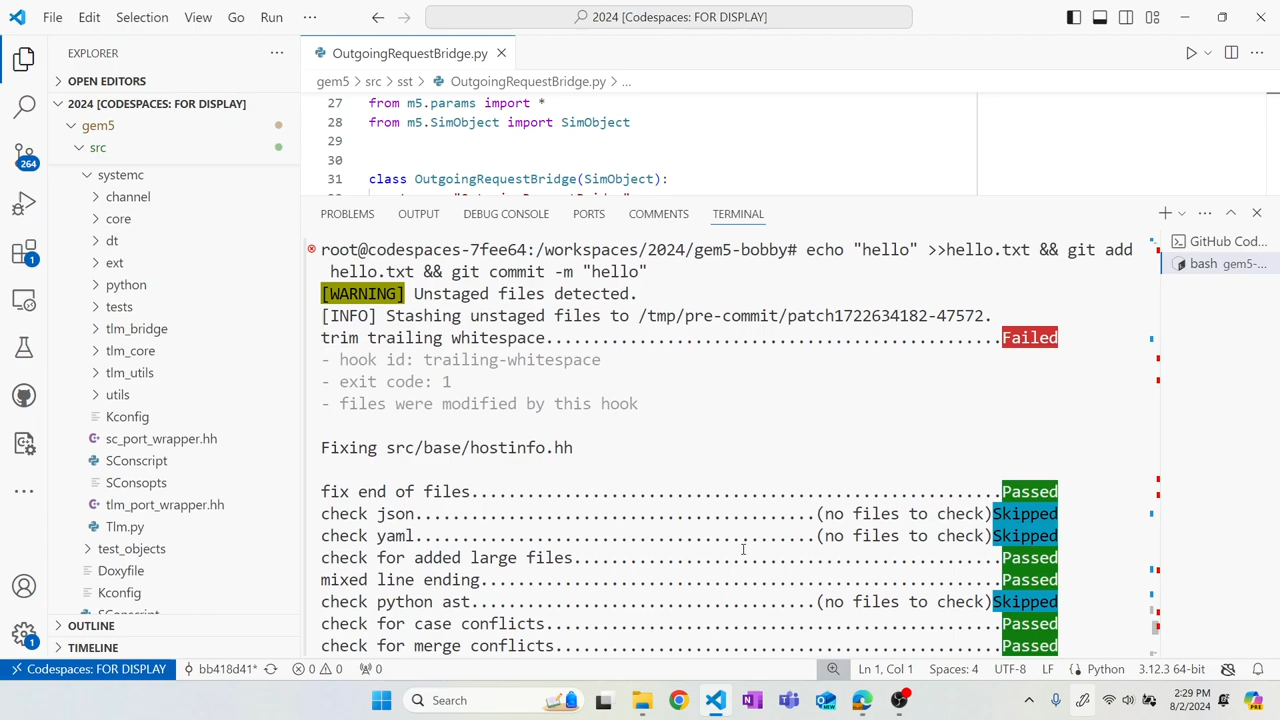 File Edit Selection View Go Run ...
2024 [Codespaces: FOR DISPLAY]
EXPLORER
OutgoingRequestBridge.py
OPEN EDITORS
gem5 > src > sst > OutgoingRequestBridge.py > ...
2024 [CODESPACES: FOR DISPLAY]
gem5
src
systemc
channel
core
dt
ext
python
tests
tlm_bridge
tlm_core
tlm_utils
utils
Kconfig
sc_port_wrapper.hh
SConscript
SConsopts
tlm_port_wrapper.hh
Tlm.py
test_objects
Doxyfile
Kconfig
SConscript
OUTLINE
TIMELINE
264
1
1
27 from m5.params import *
28 from m5.SimObject import SimObject
29
30
31 class OutgoingRequestBridge(SimObject):
PROBLEMS OUTPUT DEBUG CONSOLE PORTS COMMENTS TERMINAL
GitHub Cod...
bash gem5-...
root@codespaces-7fee64:/workspaces/2024/gem5-bobby# echo "hello" >>hello.txt && git add
hello.txt && git commit -m "hello"
[WARNING] Unstaged files detected.
[INFO] Stashing unstaged files to /tmp/pre-commit/patch1722634182-47572.
trim trailing whitespace.................................................Failed
- hook id: trailing-whitespace
- exit code: 1
- files were modified by this hook
Fixing src/base/hostinfo.hh
fix end of files.........................................................Passed
check json...........................................(no files to check)Skipped
check yaml...........................................(no files to check)Skipped
check for added large files..............................................Passed
mixed line ending........................................................Passed
check python ast.....................................(no files to check)Skipped
check for case conflicts.................................................Passed
check for merge conflicts................................................Passed
Codespaces: FOR DISPLAY bb418d41* 0 0 0 Ln 1, Col 1 Spaces: 4 UTF-8 LF Python 3.12.3 64-bit
Search
2:29 PM
8/2/2024